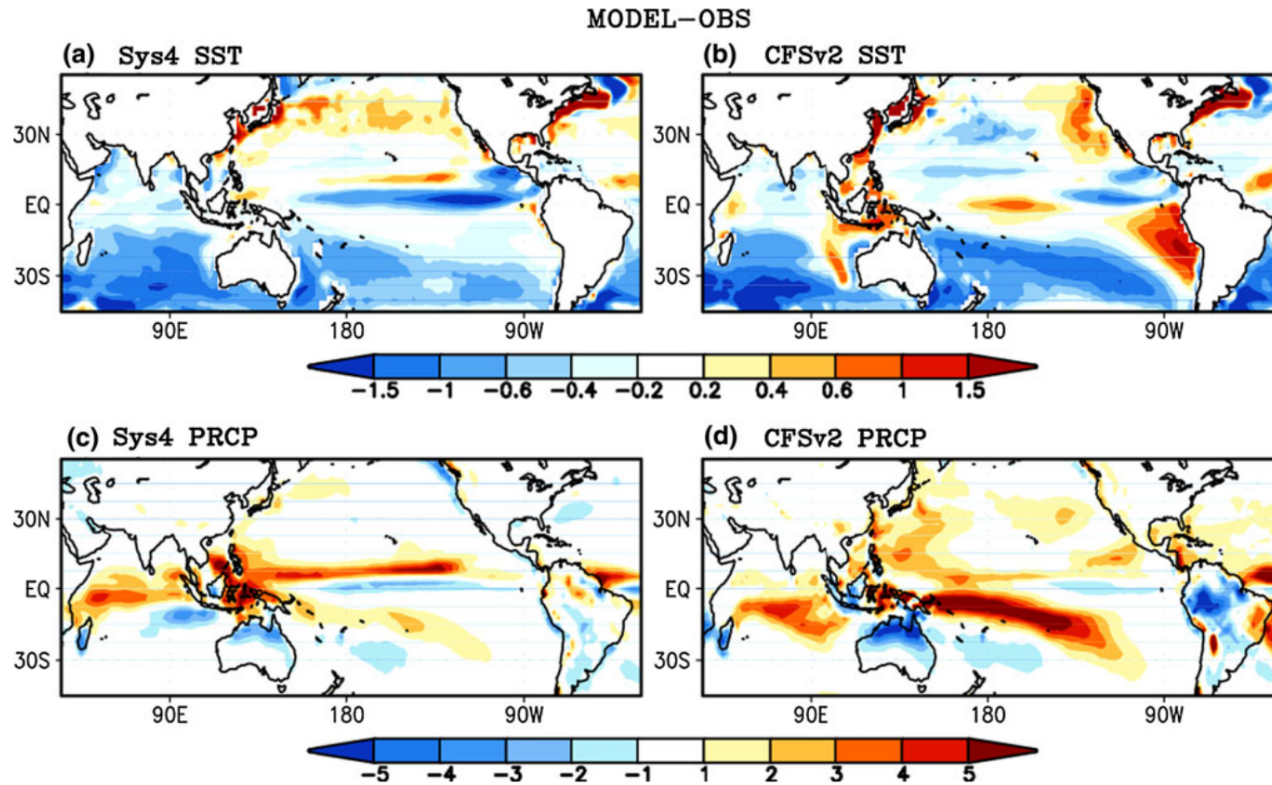 MODEL-OBS
(a) Sys4 SST
(b) CFSv2 SST
30N
EQ
30S
90E 180 90W
30N
EQ
30S
90E 180 90W
-1.5 -1 -0.6 -0.4 -0.2 0.2 0.4 0.6 1 1.5
(c) Sys4 PRCP
(d) CFSv2 PRCP
30N
EQ
30S
90E 180 90W
30N
EQ
30S
90E 180 90W
-5 -4 -3 -2 -1 1 2 3 4 5